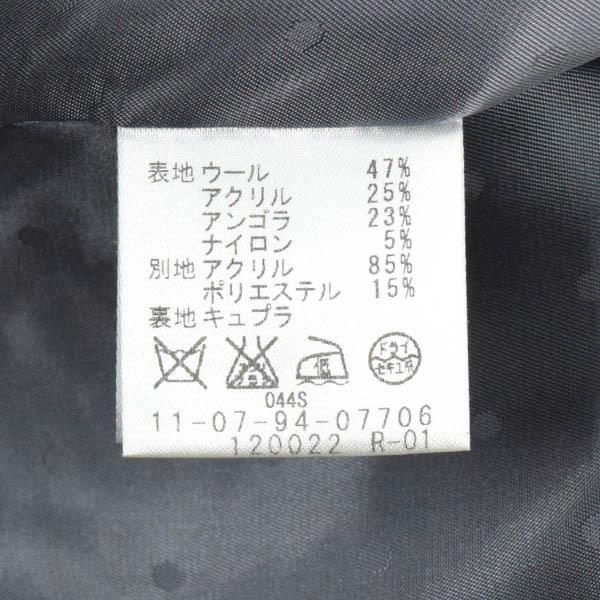 表地 ウール 47%
アクリル 25%
アンゴラ 23%
ナイロン 5%
別地 アクリル 85%
ポリエステル 15%
裏地 キュプラ
低
ドライ
セキユ系
044S
11-07-94-07706
120022 R-01